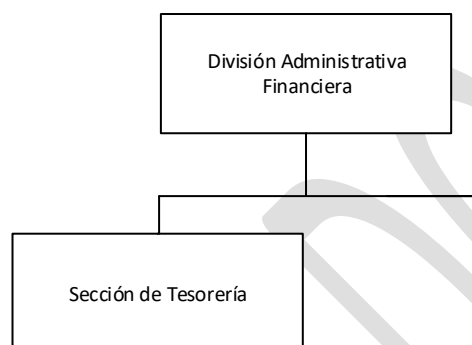 División Administrativa
Financiera
Sección de Tesorería